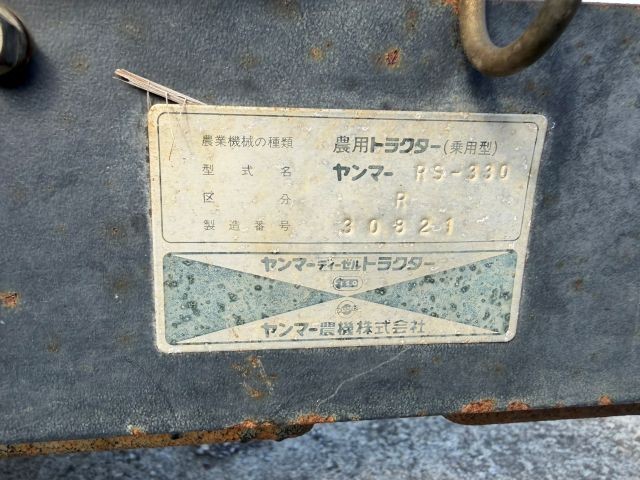 農業機械の種類 農用トラクター(乗用型)
型式名 ヤンマー RS-330
区分 R
製造番号 30821
ヤンマーディーゼルトラクター
ヤンマー農機株式会社